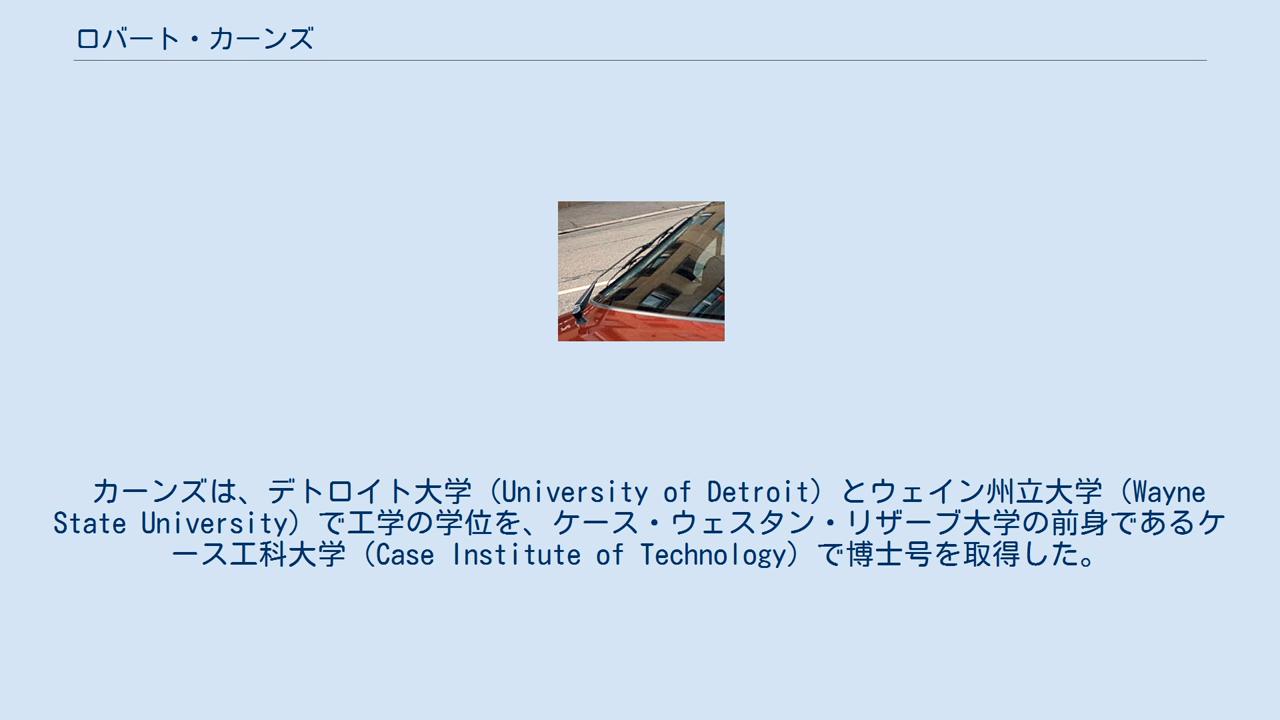 ロバート・カーンズ
カーンズは、デトロイト大学（University of Detroit）とウェイン州立大学（Wayne
State University）で工学の学位を、ケース・ウェスタン・リザーブ大学の前身であるケ
ース工科大学（Case Institute of Technology）で博士号を取得した。